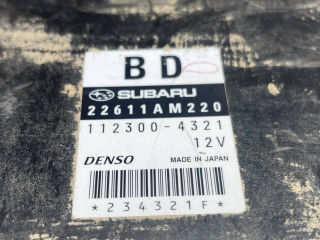 BD
SUBARU
22611AM220
112300-4321
12V
DENSO MADE IN JAPAN
*234321F*